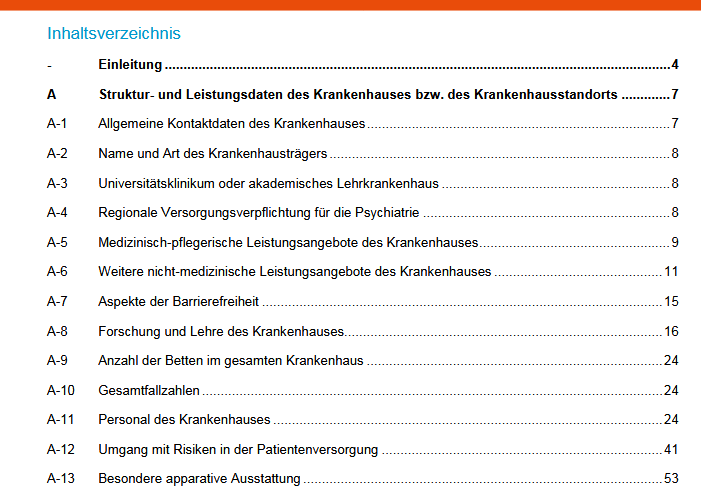 Inhaltsverzeichnis
- Einleitung ........................................................................................................................................ 4
A Struktur- und Leistungsdaten des Krankenhauses bzw. des Krankenhausstandorts ............. 7
A-1 Allgemeine Kontaktdaten des Krankenhauses ................................................................................. 7
A-2 Name und Art des Krankenhausträgers ........................................................................................... 8
A-3 Universitätsklinikum oder akademisches Lehrkrankenhaus ............................................................. 8
A-4 Regionale Versorgungsverpflichtung für die Psychiatrie .................................................................. 8
A-5 Medizinisch-pflegerische Leistungsangebote des Krankenhauses ................................................... 9
A-6 Weitere nicht-medizinische Leistungsangebote des Krankenhauses ............................................. 11
A-7 Aspekte der Barrierefreiheit ........................................................................................................... 15
A-8 Forschung und Lehre des Krankenhauses ..................................................................................... 16
A-9 Anzahl der Betten im gesamten Krankenhaus ............................................................................... 24
A-10 Gesamtfallzahlen ........................................................................................................................... 24
A-11 Personal des Krankenhauses ........................................................................................................ 24
A-12 Umgang mit Risiken in der Patientenversorgung ........................................................................... 41
A-13 Besondere apparative Ausstattung ................................................................................................ 53